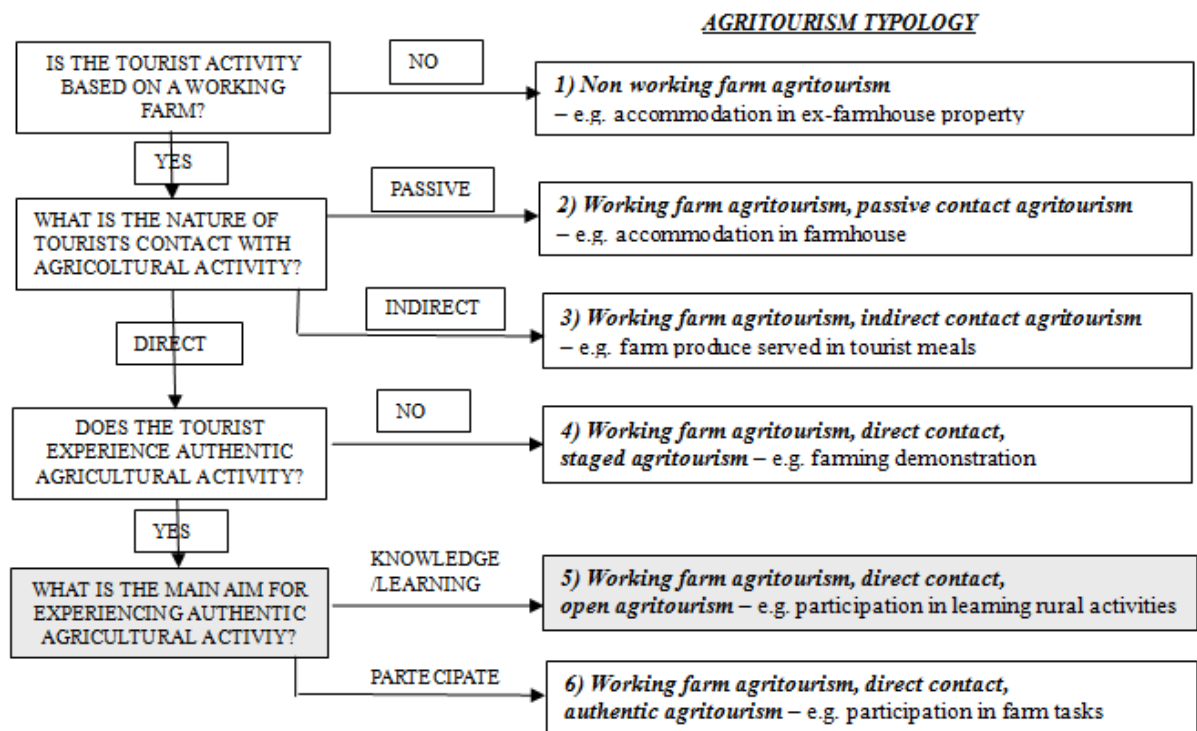 AGRITOURISM TYPOLOGY
IS THE TOURIST ACTIVITY
BASED ON A WORKING
FARM?
NO
1) Non working farm agritourism
– e.g. accommodation in ex-farmhouse property
YES
WHAT IS THE NATURE OF
TOURISTS CONTACT WITH
AGRICOLTURAL ACTIVITY?
PASSIVE
2) Working farm agritourism, passive contact agritourism
– e.g. accommodation in farmhouse
INDIRECT
3) Working farm agritourism, indirect contact agritourism
– e.g. farm produce served in tourist meals
DIRECT
DOES THE TOURIST
EXPERIENCE AUTHENTIC
AGRICULTURAL ACTIVITY?
NO
4) Working farm agritourism, direct contact,
staged agritourism – e.g. farming demonstration
YES
WHAT IS THE MAIN AIM FOR
EXPERIENCING AUTHENTIC
AGRICULTURAL ACTIVIY?
KNOWLEDGE
/LEARNING
5) Working farm agritourism, direct contact,
open agritourism – e.g. participation in learning rural activities
PARTECIPATE
6) Working farm agritourism, direct contact,
authentic agritourism – e.g. participation in farm tasks